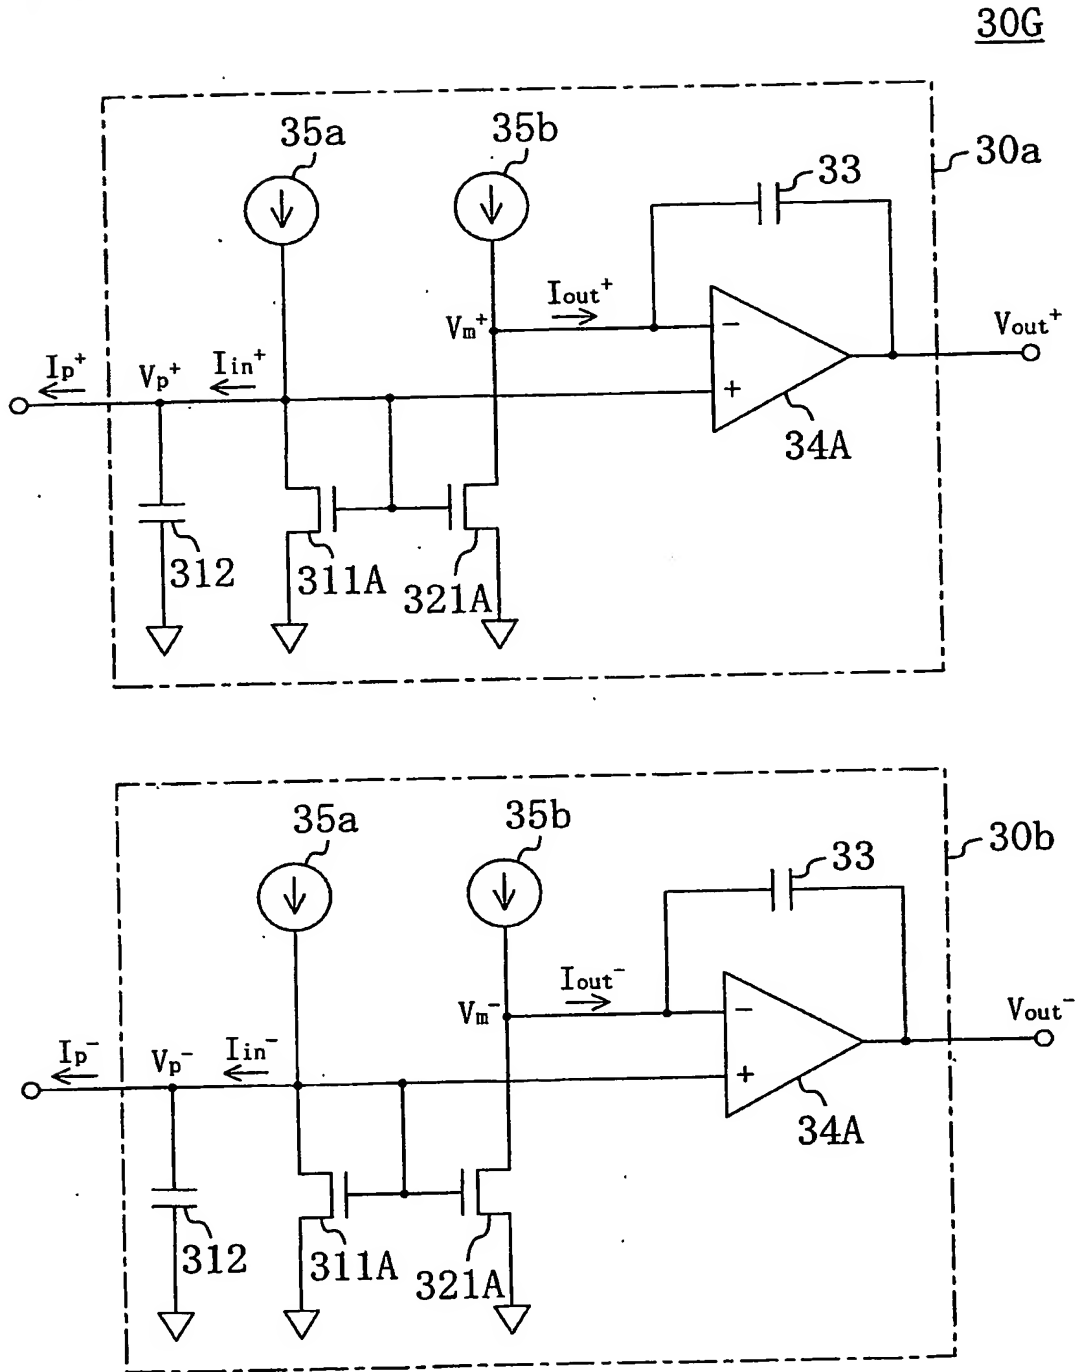 30G
35a
35b
30a
33
Iout+
Vm+
Vout+
−
Ip+
Vp+
Iin+
+
34A
312
311A
321A
35a
35b
30b
33
Iout−
Vm−
Vout−
−
Ip−
Vp−
Iin−
+
34A
312
311A
321A